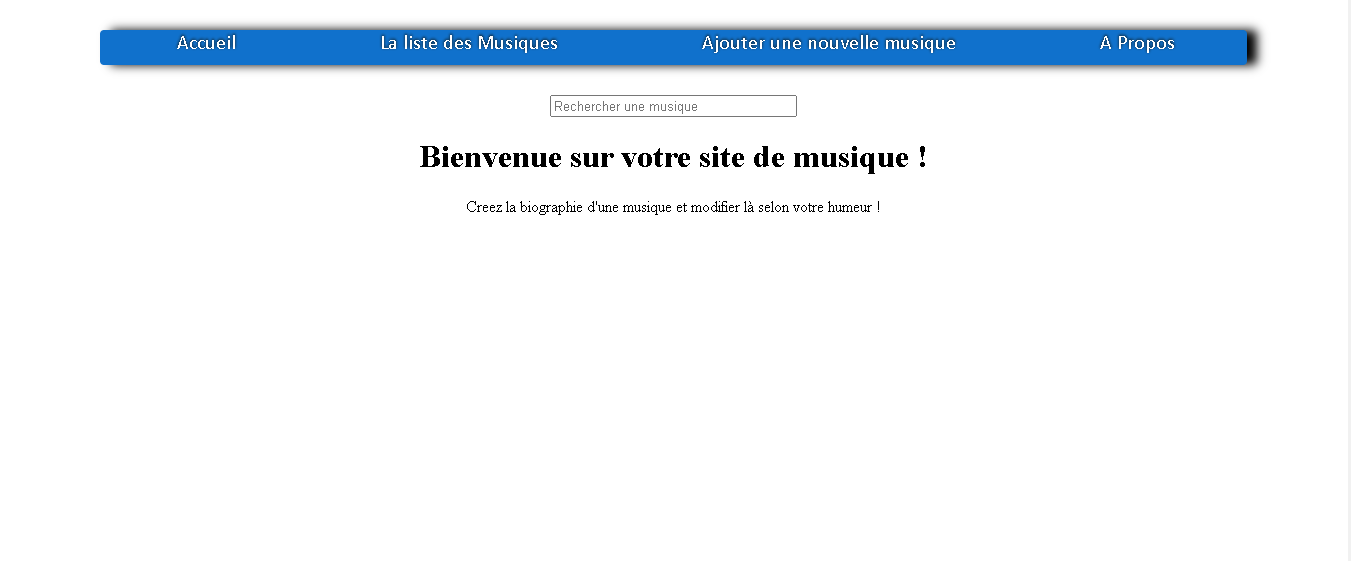 Accueil La liste des Musiques Ajouter une nouvelle musique A Propos
Rechercher une musique
Bienvenue sur votre site de musique !
Creez la biographie d'une musique et modifier là selon votre humeur !